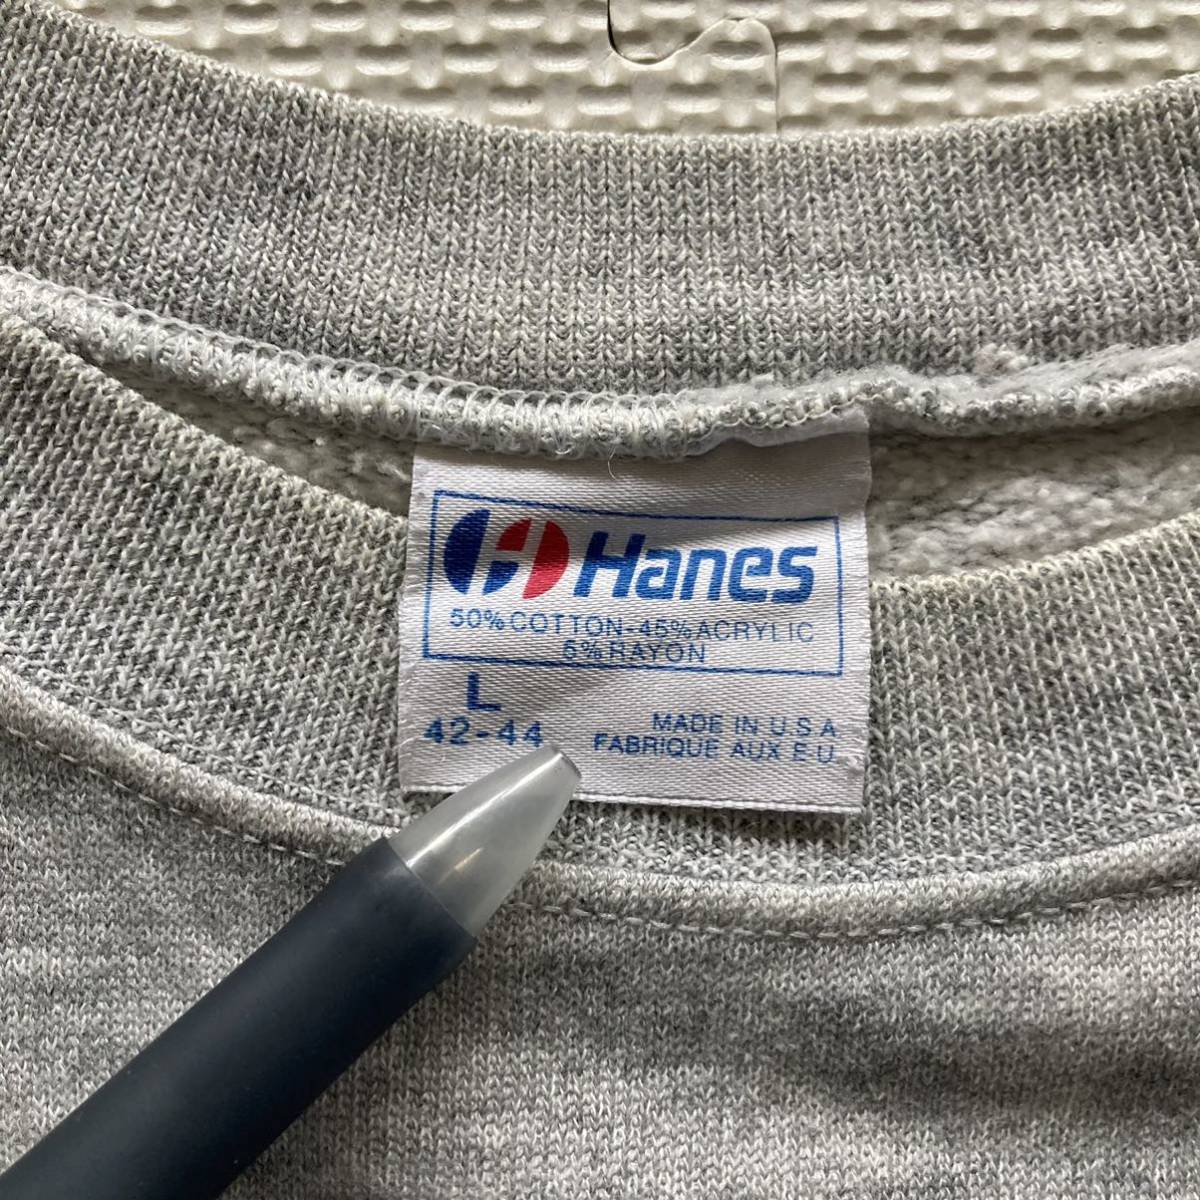 Hanes
50% COTTON-45% ACRYLIC
5% RAYON
L
42-44
MADE IN U.S.A
FABRIQUE AUX E.U.